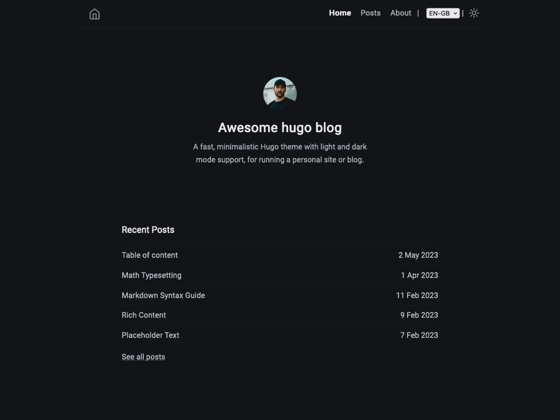 Home Posts About | EN-GB |
Awesome hugo blog
A fast, minimalistic Hugo theme with light and dark
mode support, for running a personal site or blog.
Recent Posts
Table of content 2 May 2023
Math Typesetting 1 Apr 2023
Markdown Syntax Guide 11 Feb 2023
Rich Content 9 Feb 2023
Placeholder Text 7 Feb 2023
See all posts